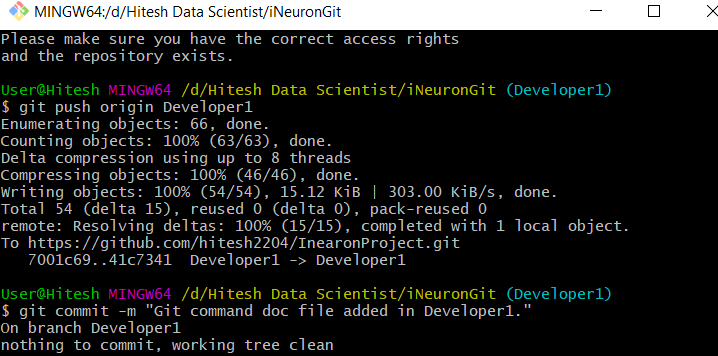 MINGW64:/d/Hitesh Data Scientist/iNeuronGit
Please make sure you have the correct access rights
and the repository exists.
User@Hitesh MINGW64 /d/Hitesh Data Scientist/iNeuronGit (Developer1)
$ git push origin Developer1
Enumerating objects: 66, done.
Counting objects: 100% (63/63), done.
Delta compression using up to 8 threads
Compressing objects: 100% (46/46), done.
Writing objects: 100% (54/54), 15.12 KiB | 303.00 KiB/s, done.
Total 54 (delta 15), reused 0 (delta 0), pack-reused 0
remote: Resolving deltas: 100% (15/15), completed with 1 local object.
To https://github.com/hitesh2204/InearonProject.git
   7001c69..41c7341  Developer1 -> Developer1
User@Hitesh MINGW64 /d/Hitesh Data Scientist/iNeuronGit (Developer1)
$ git commit -m "Git command doc file added in Developer1."
On branch Developer1
nothing to commit, working tree clean